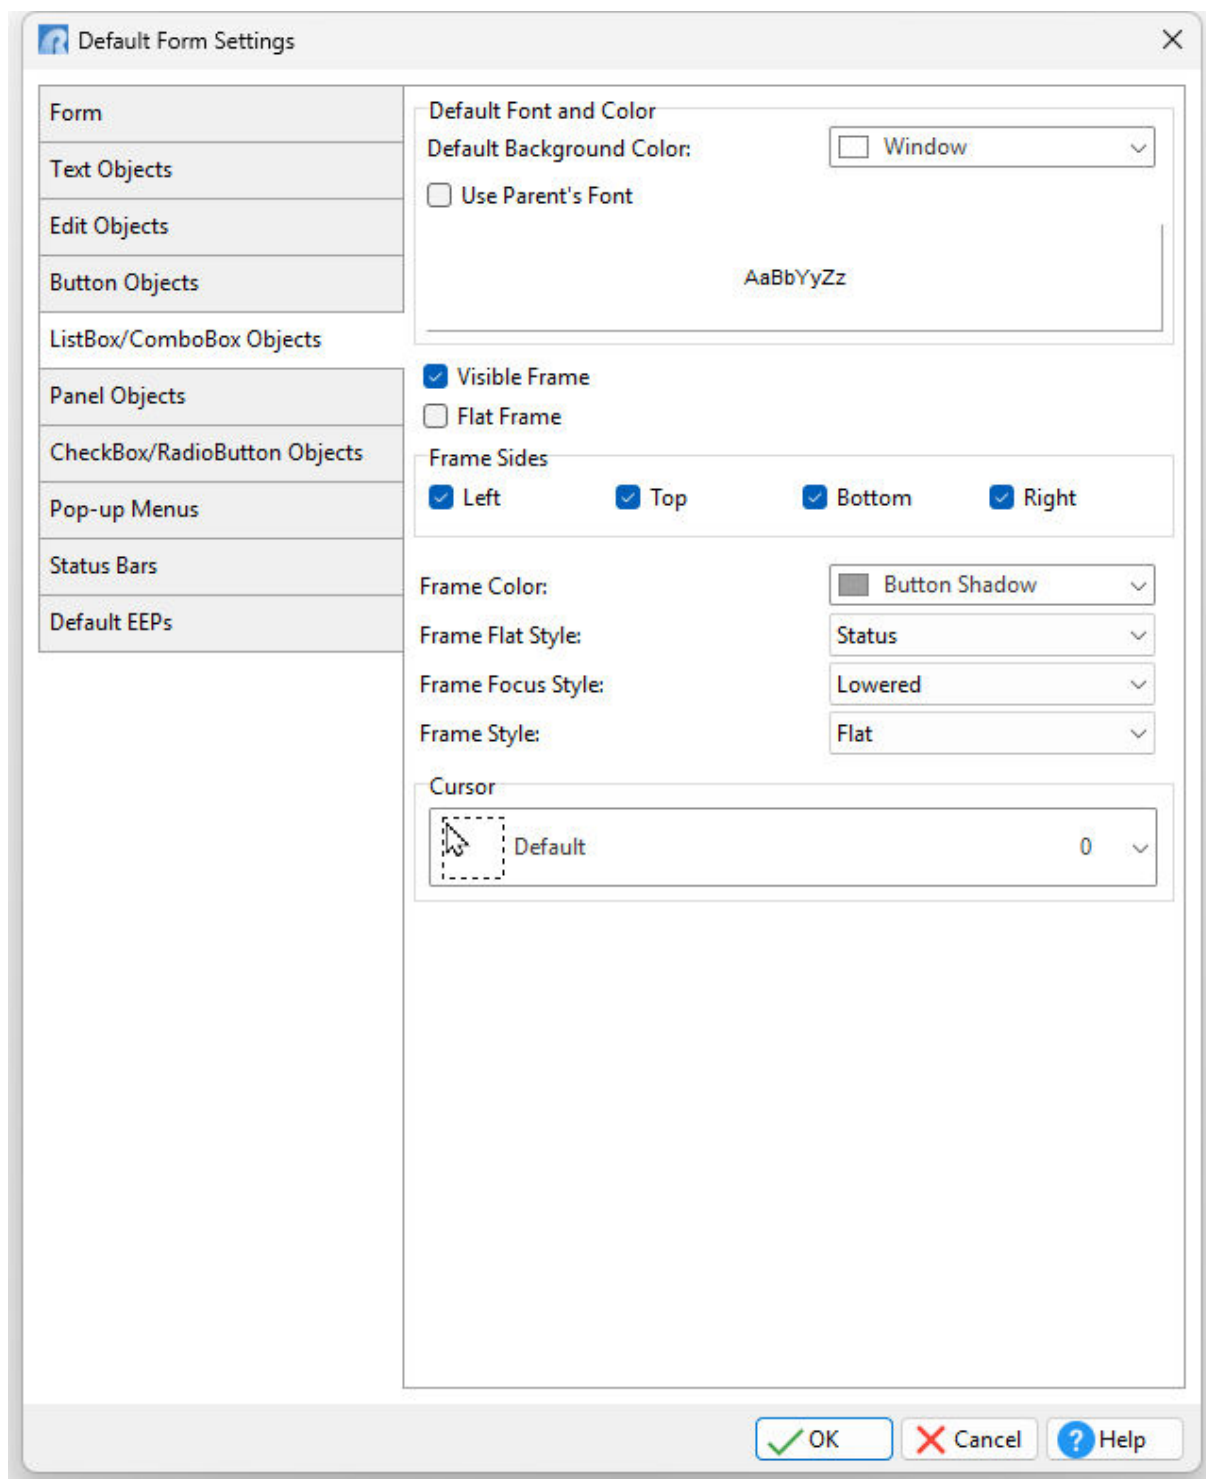 Default Form Settings
Form
Text Objects
Edit Objects
Button Objects
ListBox/ComboBox Objects
Panel Objects
CheckBox/RadioButton Objects
Pop-up Menus
Status Bars
Default EEPs
Default Font and Color
Default Background Color: Window
Use Parent's Font
AaBbYyZz
Visible Frame
Flat Frame
Frame Sides
Left Top Bottom Right
Frame Color: Button Shadow
Frame Flat Style: Status
Frame Focus Style: Lowered
Frame Style: Flat
Cursor
Default 0
OK Cancel Help